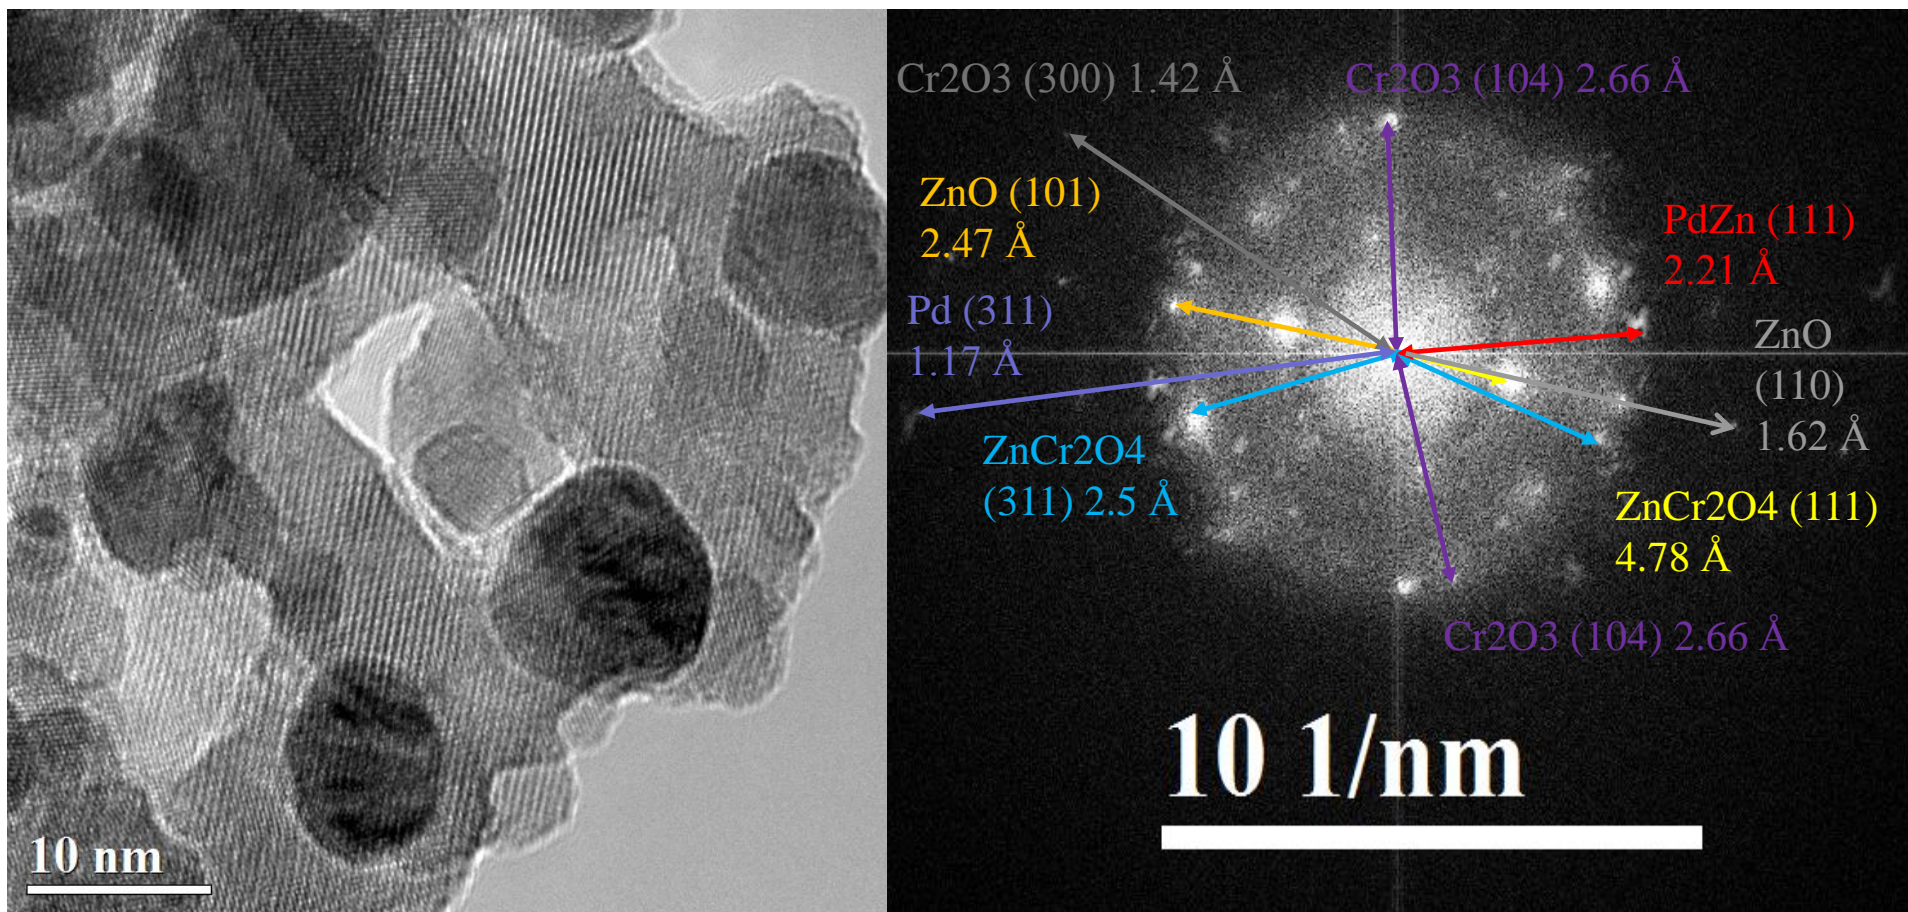 Cr2O3 (300) 1.42 Å
Cr2O3 (104) 2.66 Å
ZnO (101)
2.47 Å
PdZn (111)
2.21 Å
Pd (311)
1.17 Å
ZnO
(110)
1.62 Å
ZnCr2O4
(311) 2.5 Å
ZnCr2O4 (111)
4.78 Å
Cr2O3 (104) 2.66 Å
10 1/nm
10 nm